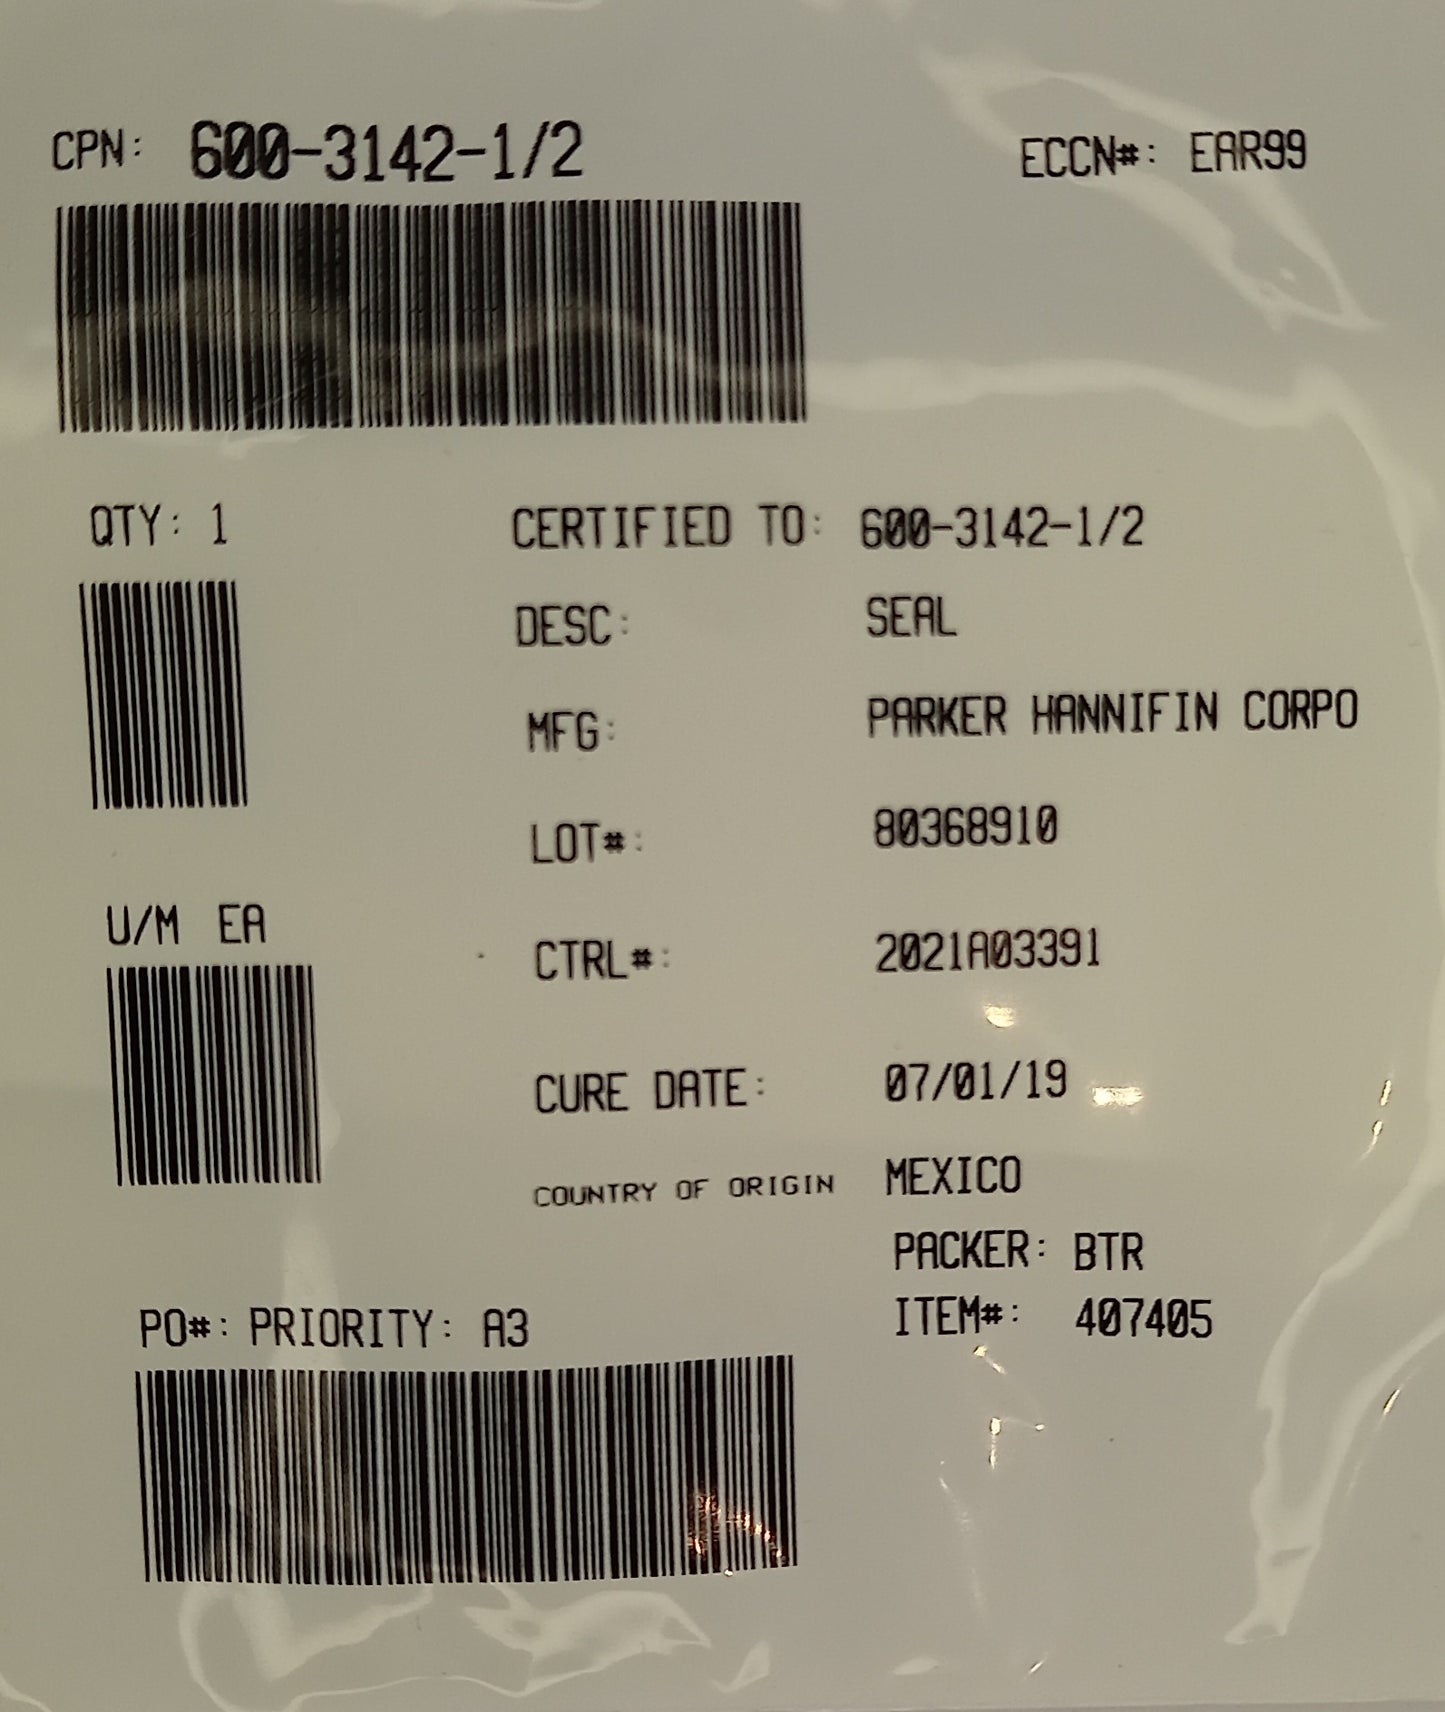 CPN: 600-3142-1/2
ECCN#: EAR99
QTY: 1
CERTIFIED TO: 600-3142-1/2
DESC: SEAL
MFG: PARKER HANNIFIN CORPO
LOT#: 80368910
U/M EA
CTRL#: 2021A03391
CURE DATE: 07/01/19
COUNTRY OF ORIGIN MEXICO
PACKER: BTR
PO#: PRIORITY: A3
ITEM#: 407405